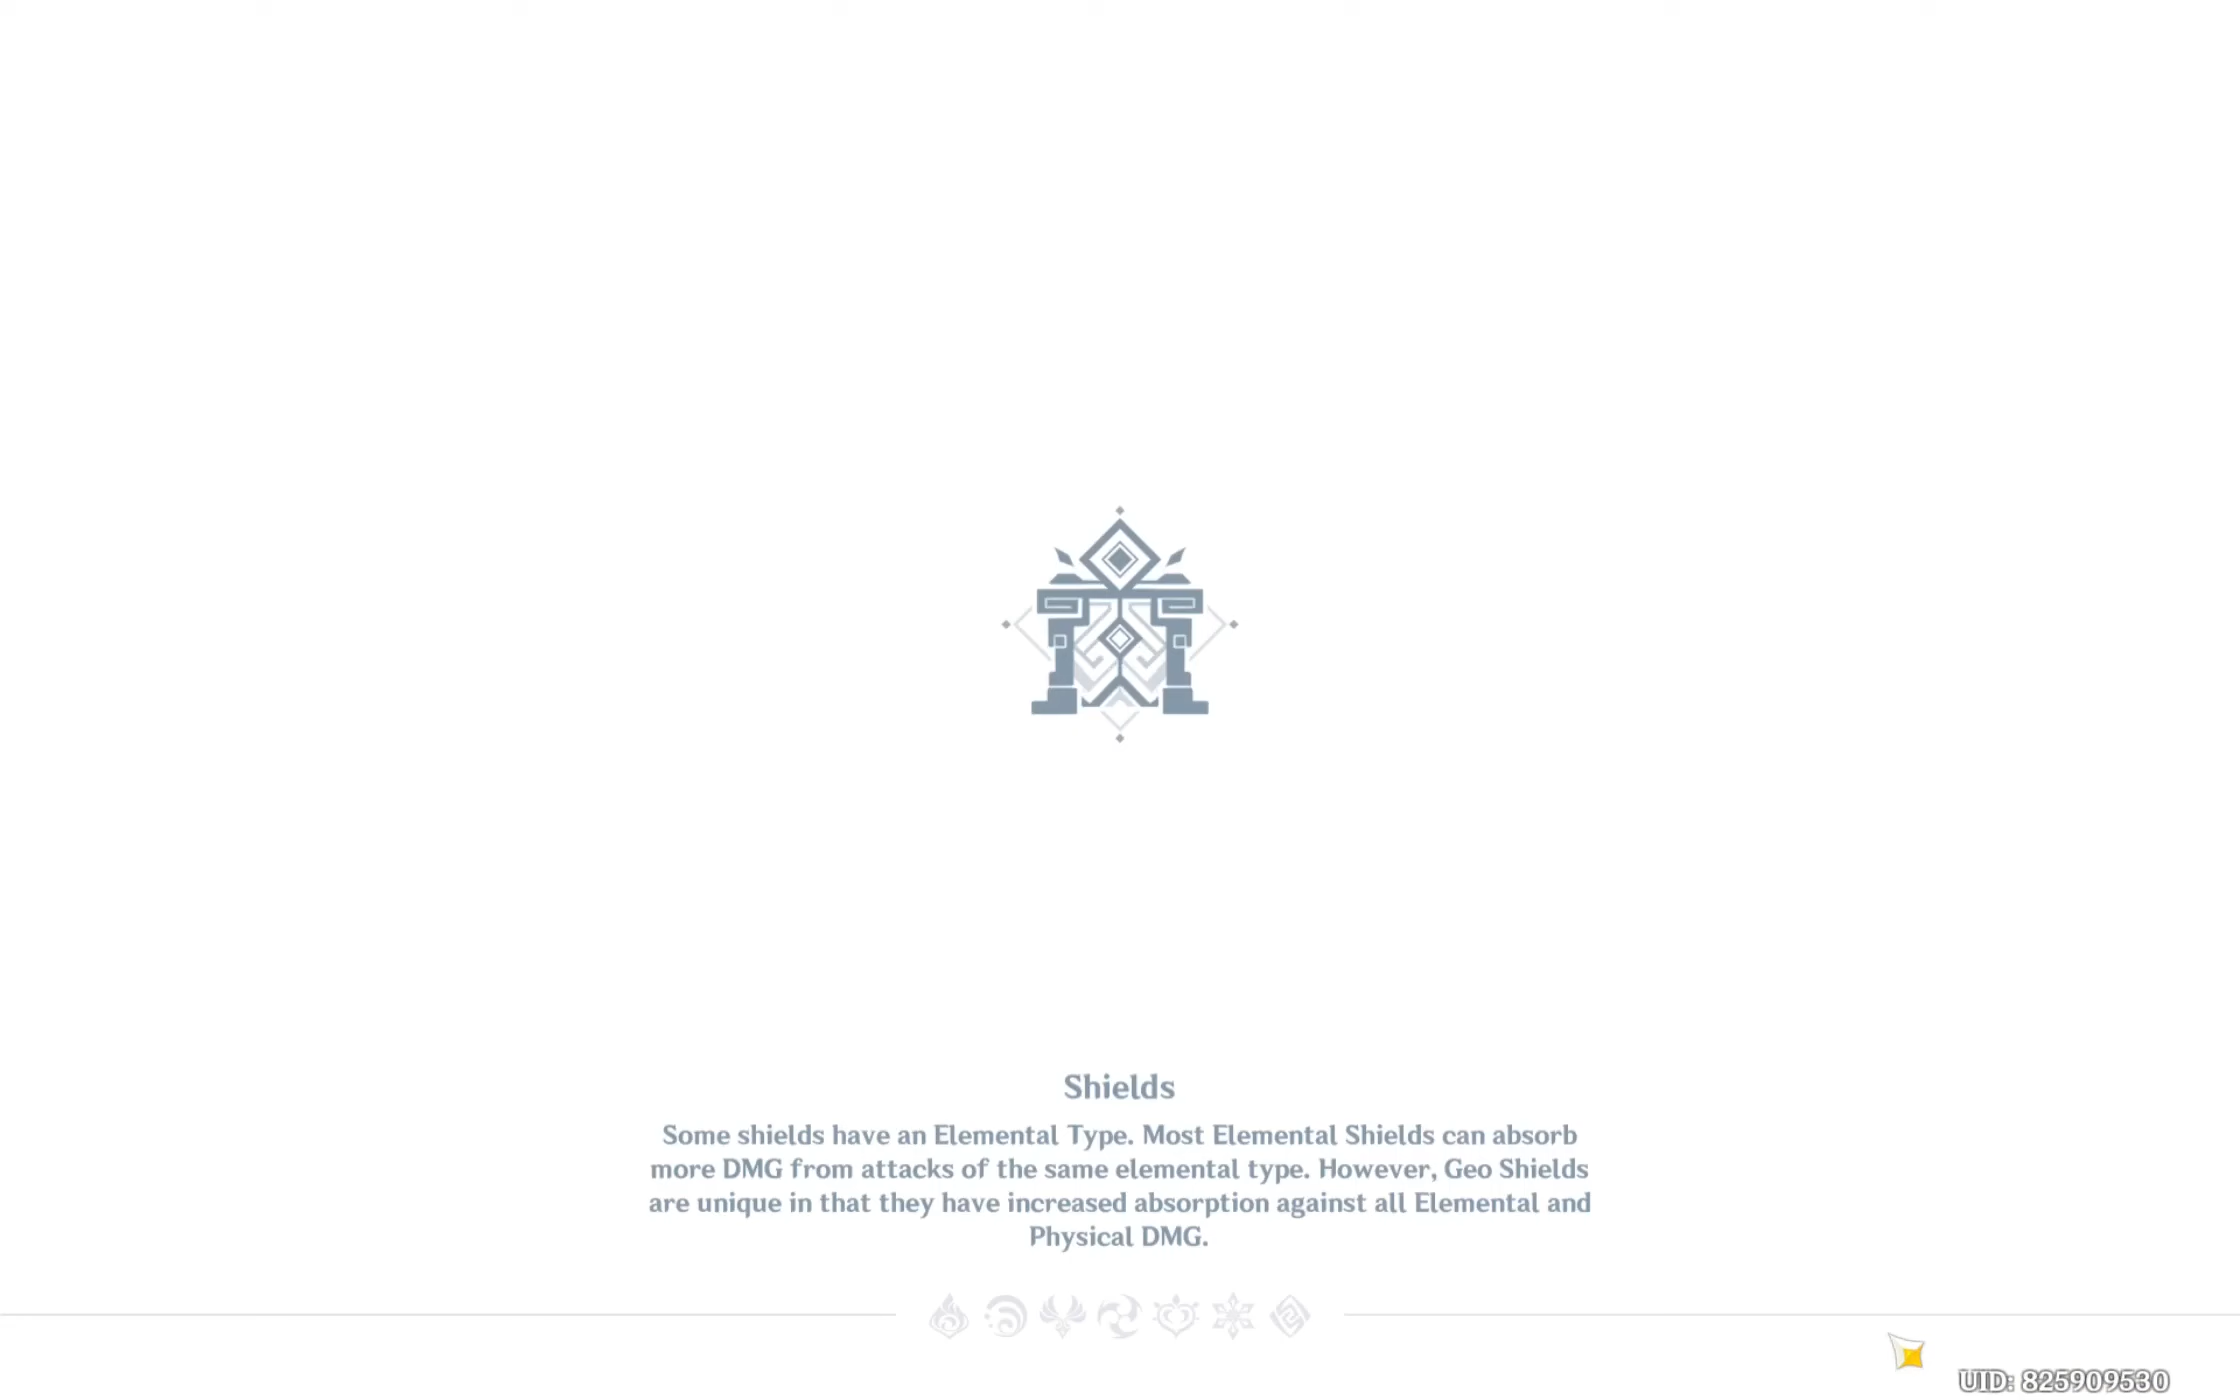 Shields
Some shields have an Elemental Type. Most Elemental Shields can absorb
more DMG from attacks of the same elemental type. However, Geo Shields
are unique in that they have increased absorption against all Elemental and
Physical DMG.
UID: 825909530